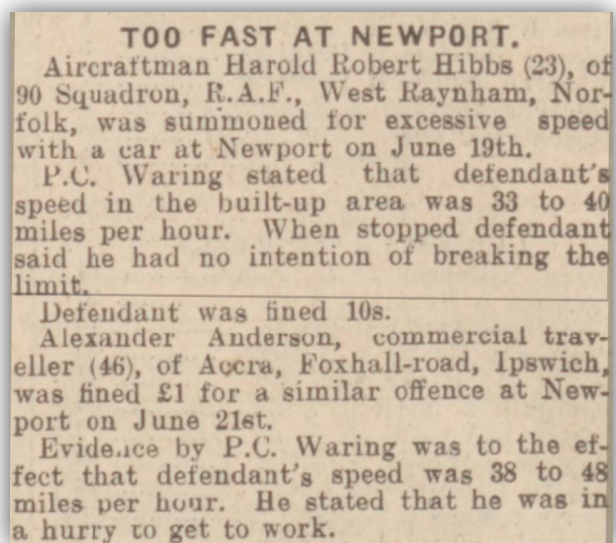 TOO FAST AT NEWPORT.
Aircraftman Harold Robert Hibbs (23), of
90 Squadron, R.A.F., West Raynham, Nor-
folk, was summoned for excessive speed
with a car at Newport on June 19th.
P.C. Waring stated that defendant's
speed in the built-up area was 33 to 40
miles per hour. When stopped defendant
said he had no intention of breaking the
limit.
Defendant was fined 10s.
Alexander Anderson, commercial trav-
eller (46), of Accra, Foxhall-road, Ipswich,
was fined £1 for a similar offence at New-
port on June 21st.
Evidence by P.C. Waring was to the ef-
fect that defendant's speed was 38 to 48
miles per hour. He stated that he was in
a hurry to get to work.